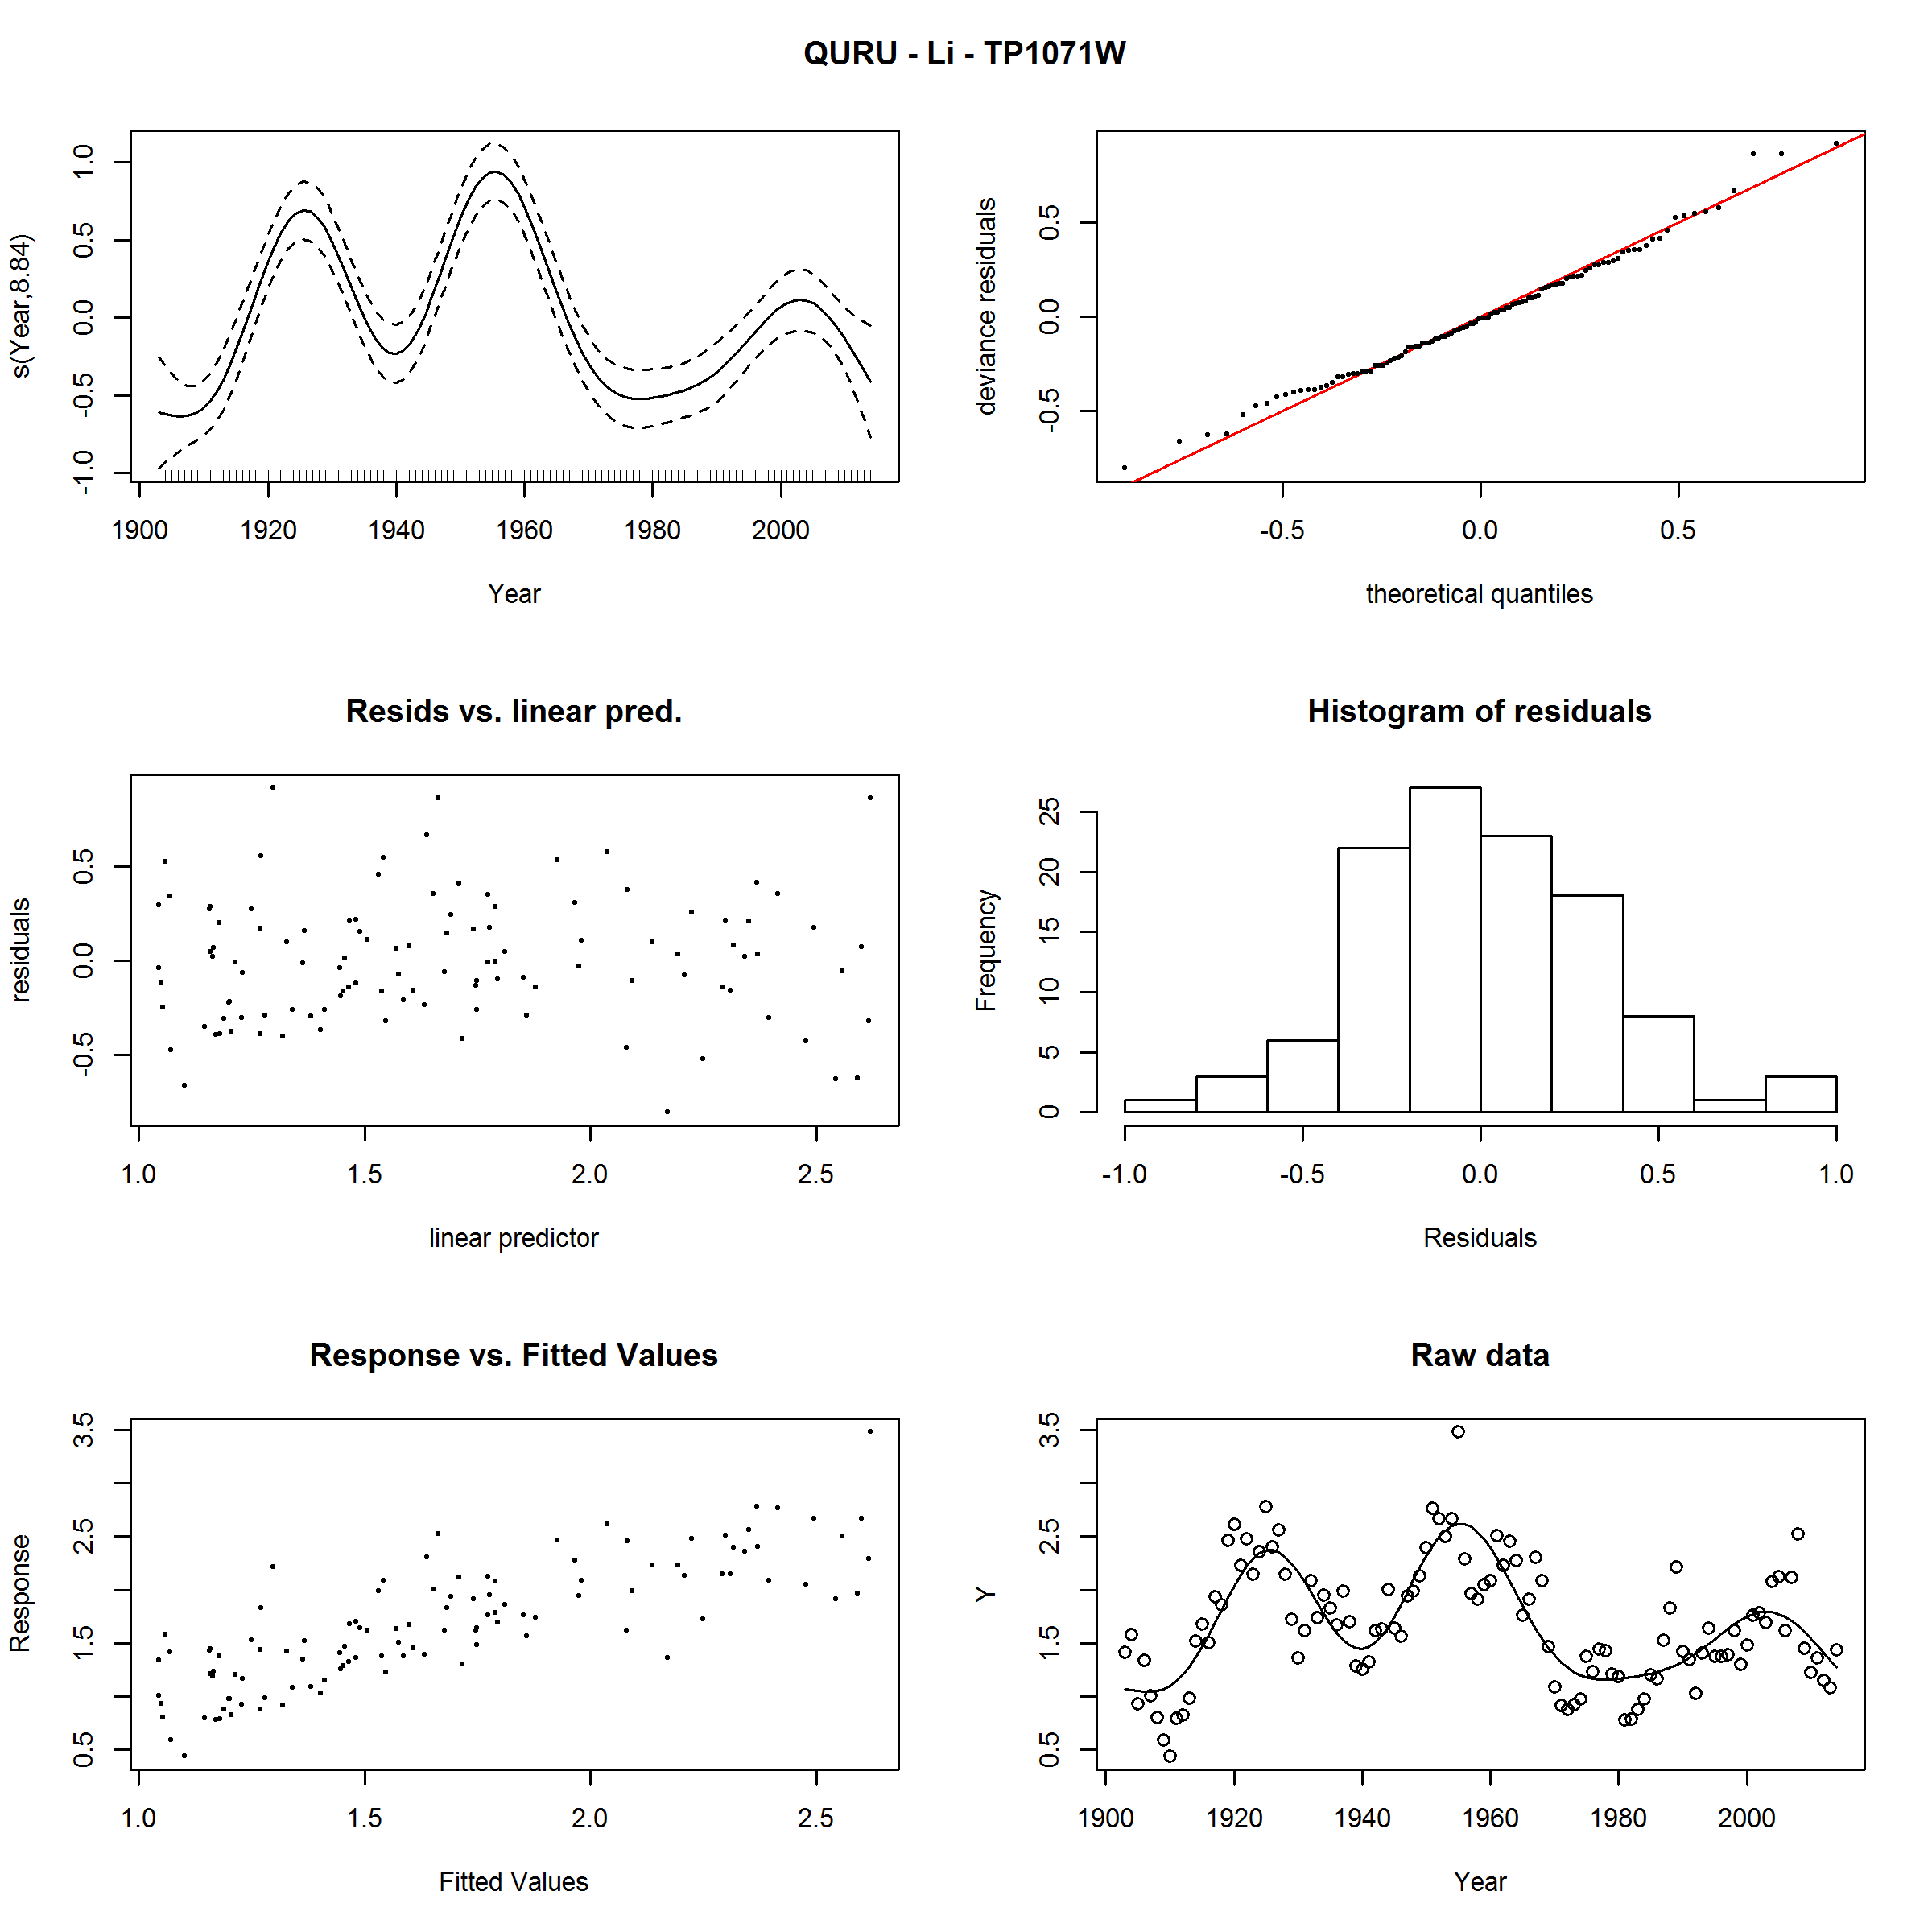 QURU - Li - TP1071W
s(Year,8.84)
1.0
0.5
0.0
-0.5
-1.0
1900 1920 1940 1960 1980 2000
Year
deviance residuals
0.5
0.0
-0.5
-0.5 0.0 0.5
theoretical quantiles
Resids vs. linear pred.
residuals
0.5
0.0
-0.5
1.0 1.5 2.0 2.5
linear predictor
Histogram of residuals
Frequency
25
20
15
10
5
0
-1.0 -0.5 0.0 0.5 1.0
Residuals
Response vs. Fitted Values
Response
3.5
2.5
1.5
0.5
1.0 1.5 2.0 2.5
Fitted Values
Raw data
Y
3.5
2.5
1.5
0.5
1900 1920 1940 1960 1980 2000
Year